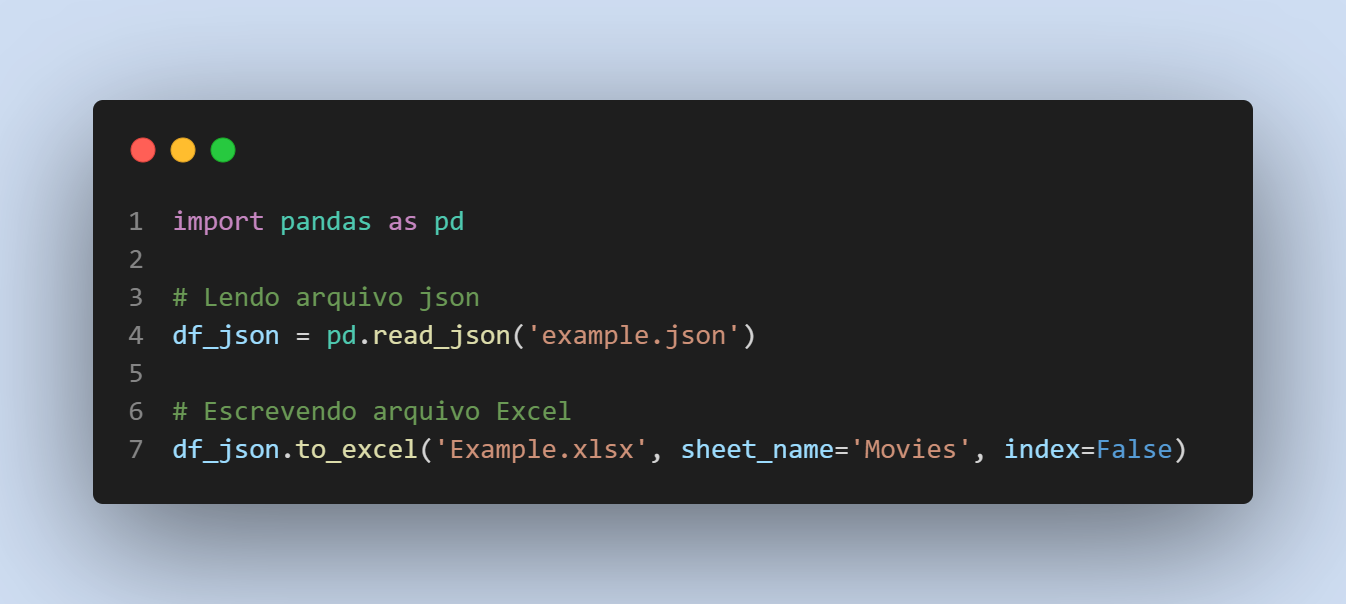 1 import pandas as pd
2
3 # Lendo arquivo json
4 df_json = pd.read_json('example.json')
5
6 # Escrevendo arquivo Excel
7 df_json.to_excel('Example.xlsx', sheet_name='Movies', index=False)